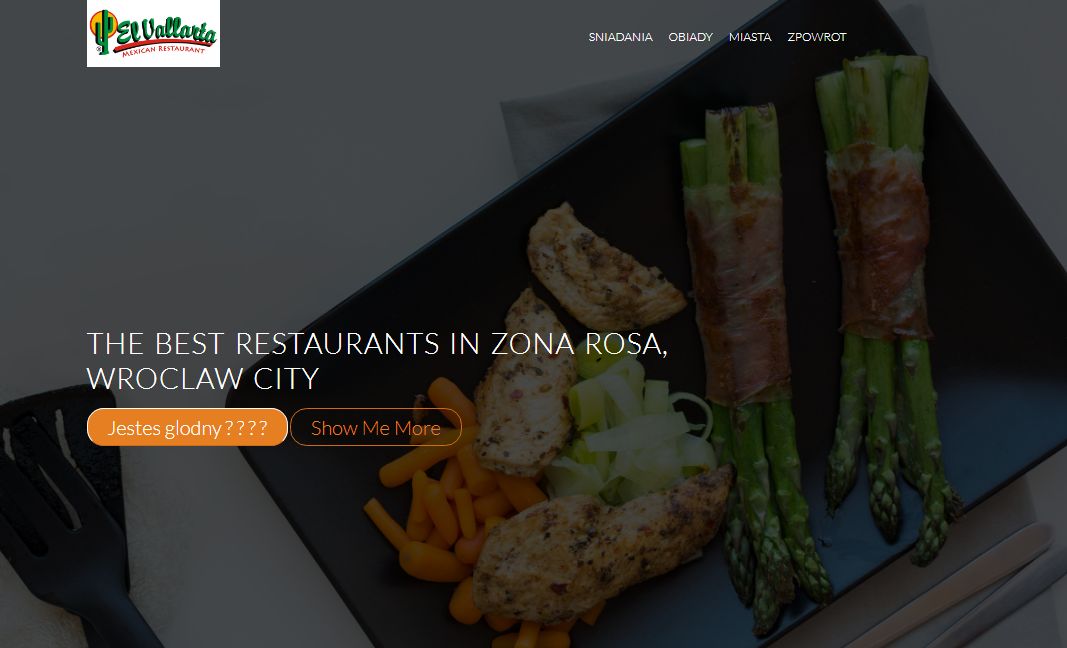 El Vallarta
MEXICAN RESTAURANT
SNIADANIA OBIADY MIASTA ZPOWROT
THE BEST RESTAURANTS IN ZONA ROSA,
WROCLAW CITY
Jestes glodny ???? Show Me More